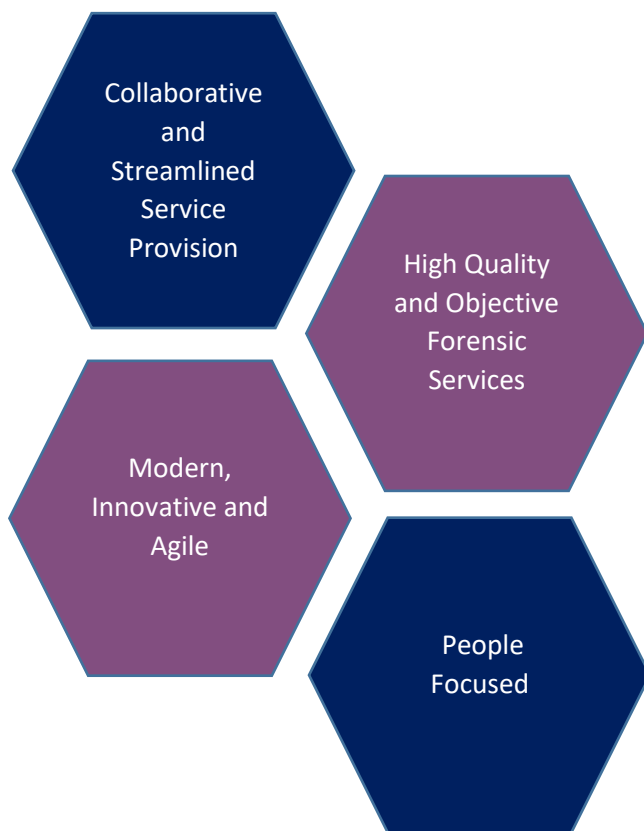 Collaborative
and
Streamlined
Service
Provision
High Quality
and Objective
Forensic
Services
Modern,
Innovative and
Agile
People
Focused